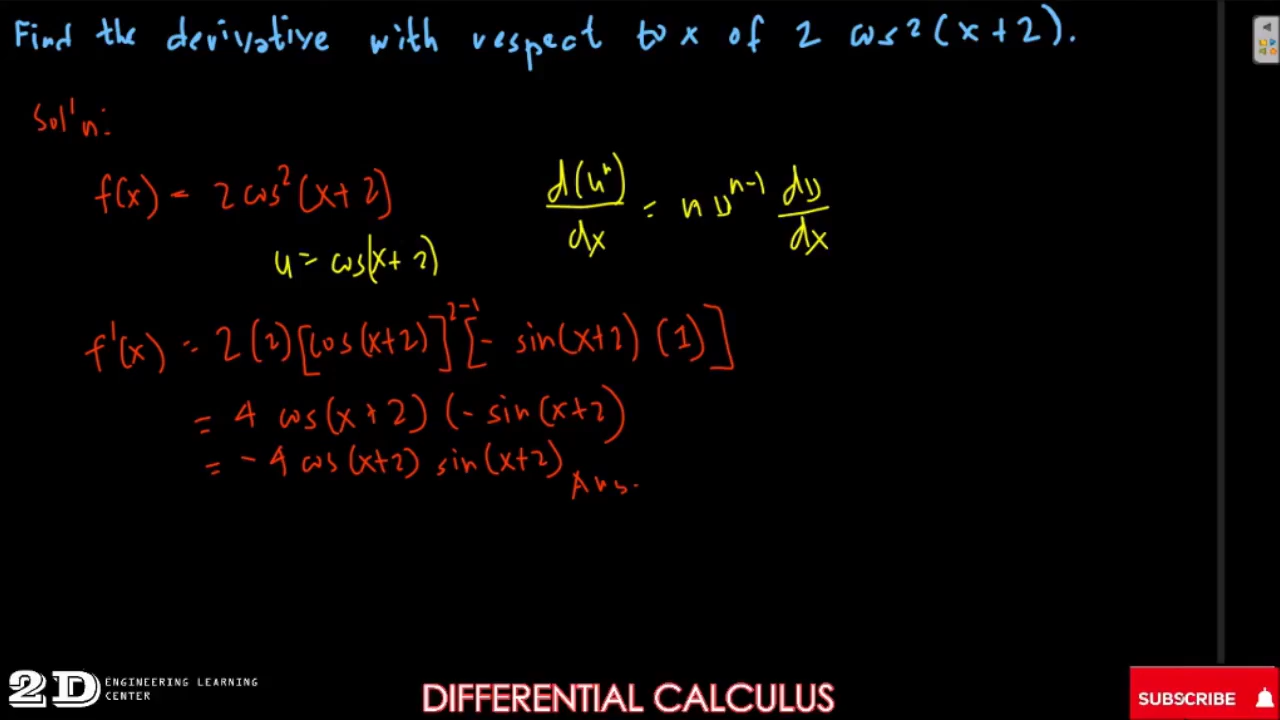 Find the derivative with respect to x of 2 cos²(x+2).
Sol'n:
f(x) = 2 cos²(x+2)
d(uⁿ)/dx = n uⁿ⁻¹ du/dx
u = cos(x+2)
f'(x) = 2(2)[cos(x+2)]²⁻¹[- sin(x+2)(1)]
= 4 cos(x+2)(- sin(x+2)
= -4 cos(x+2) sin(x+2)
Ans.
2D ENGINEERING LEARNING
CENTER
DIFFERENTIAL CALCULUS
SUBSCRIBE